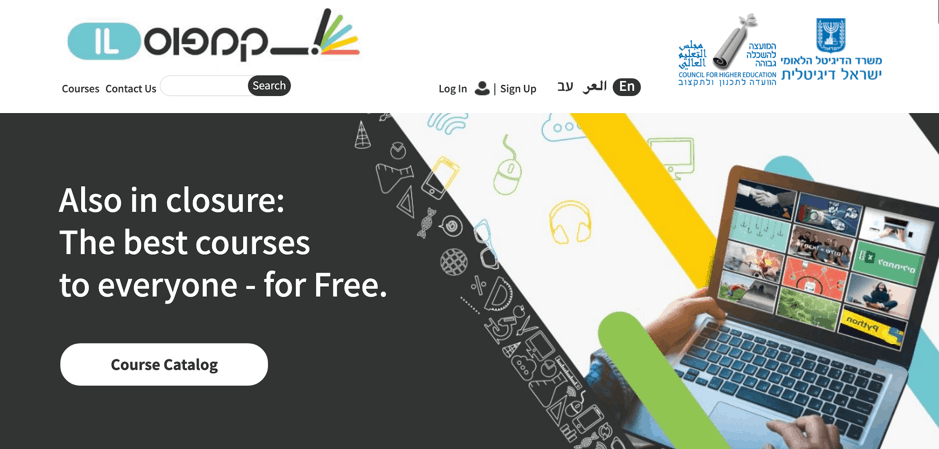 קמפוס IL
مجلس
التعليم
العالي
המועצה
להשכלה
גבוהה
COUNCIL FOR HIGHER EDUCATION
הוועדה לתכנון ולתקצוב
משרד הדיגיטל הלאומי
ישראל דיגיטלית
Courses Contact Us Search
Log In | Sign Up עב العر En
Also in closure:
The best courses
to everyone - for Free.
Course Catalog
Python